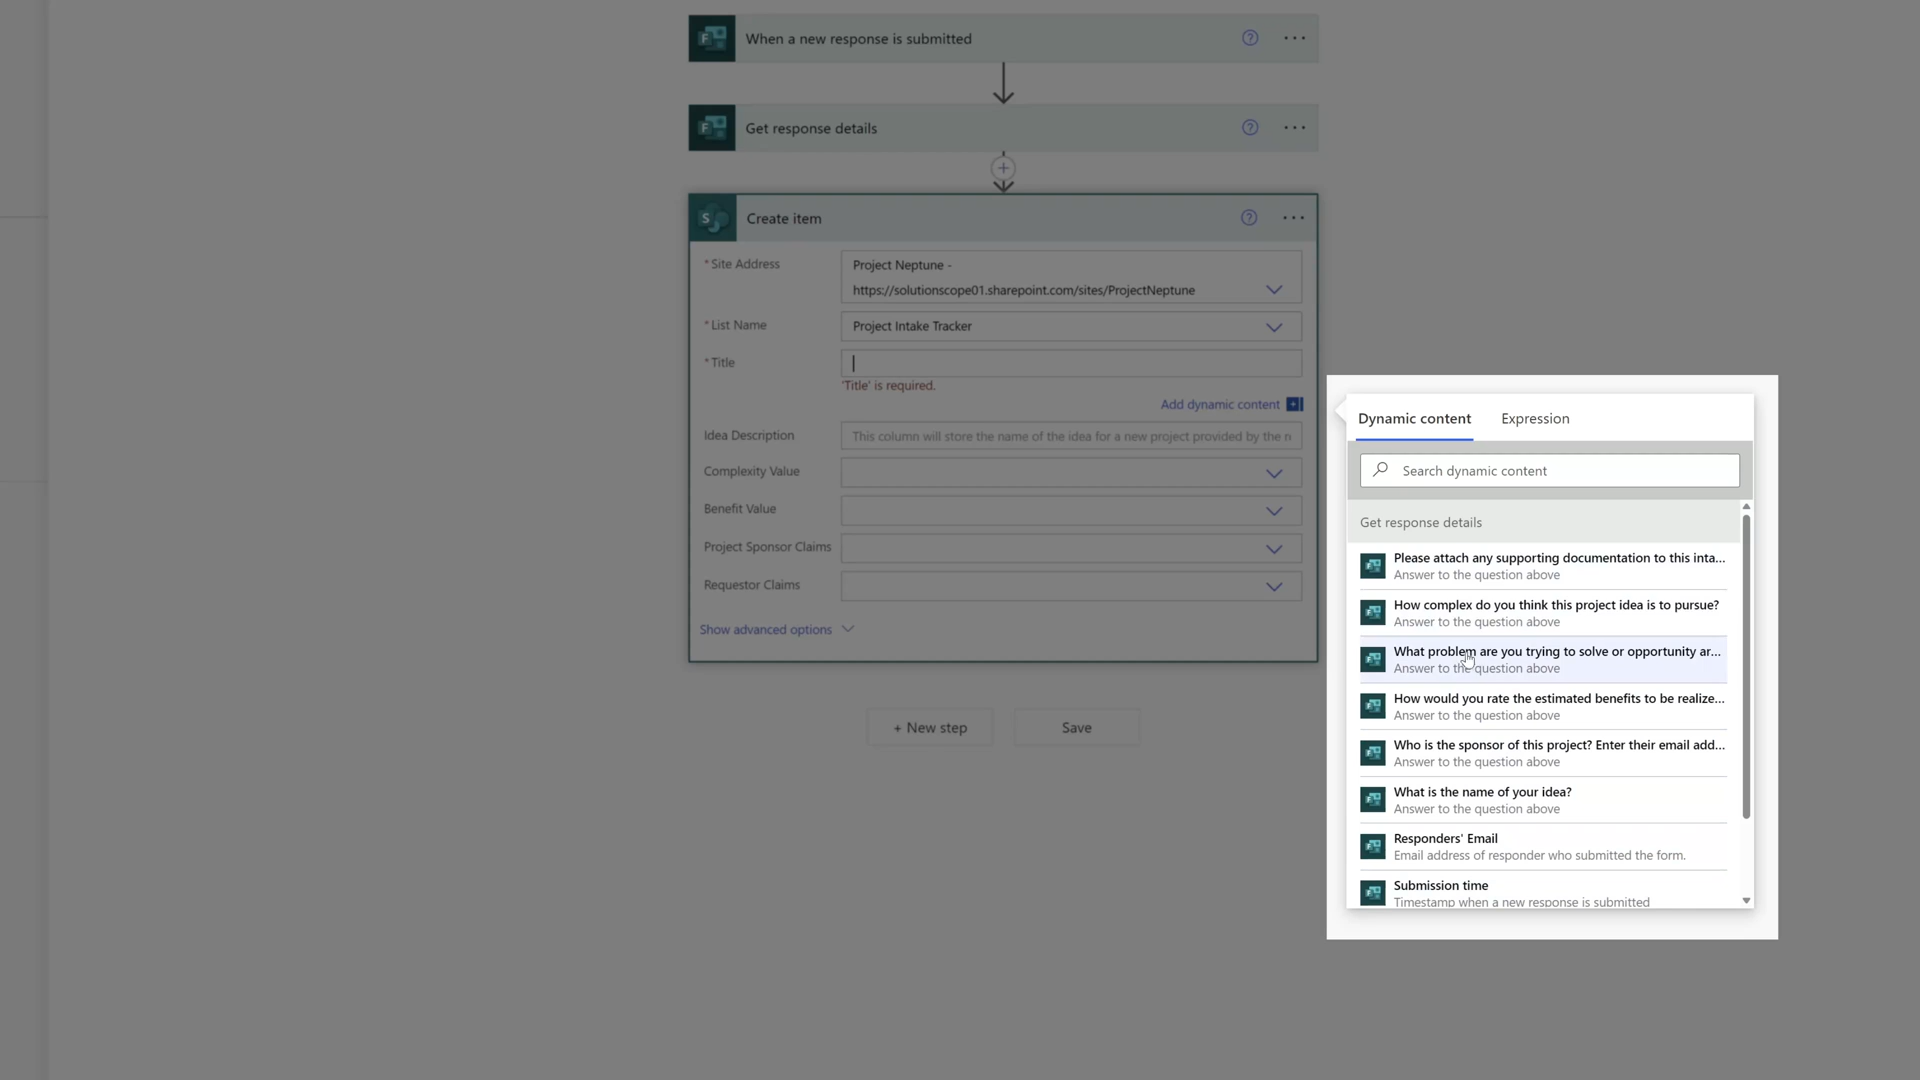 When a new response is submitted
Get response details
Create item
* Site Address
Project Neptune -
https://solutionscope01.sharepoint.com/sites/ProjectNeptune
* List Name
Project Intake Tracker
* Title
'Title' is required.
Add dynamic content
Idea Description
This column will store the name of the idea for a new project provided by the r
Complexity Value
Benefit Value
Project Sponsor Claims
Requestor Claims
Show advanced options
+ New step
Save
Dynamic content
Expression
Search dynamic content
Get response details
Please attach any supporting documentation to this inta...
Answer to the question above
How complex do you think this project idea is to pursue?
Answer to the question above
What problem are you trying to solve or opportunity ar...
Answer to the question above
How would you rate the estimated benefits to be realize...
Answer to the question above
Who is the sponsor of this project? Enter their email add...
Answer to the question above
What is the name of your idea?
Answer to the question above
Responders' Email
Email address of responder who submitted the form.
Submission time
Timestamp when a new response is submitted